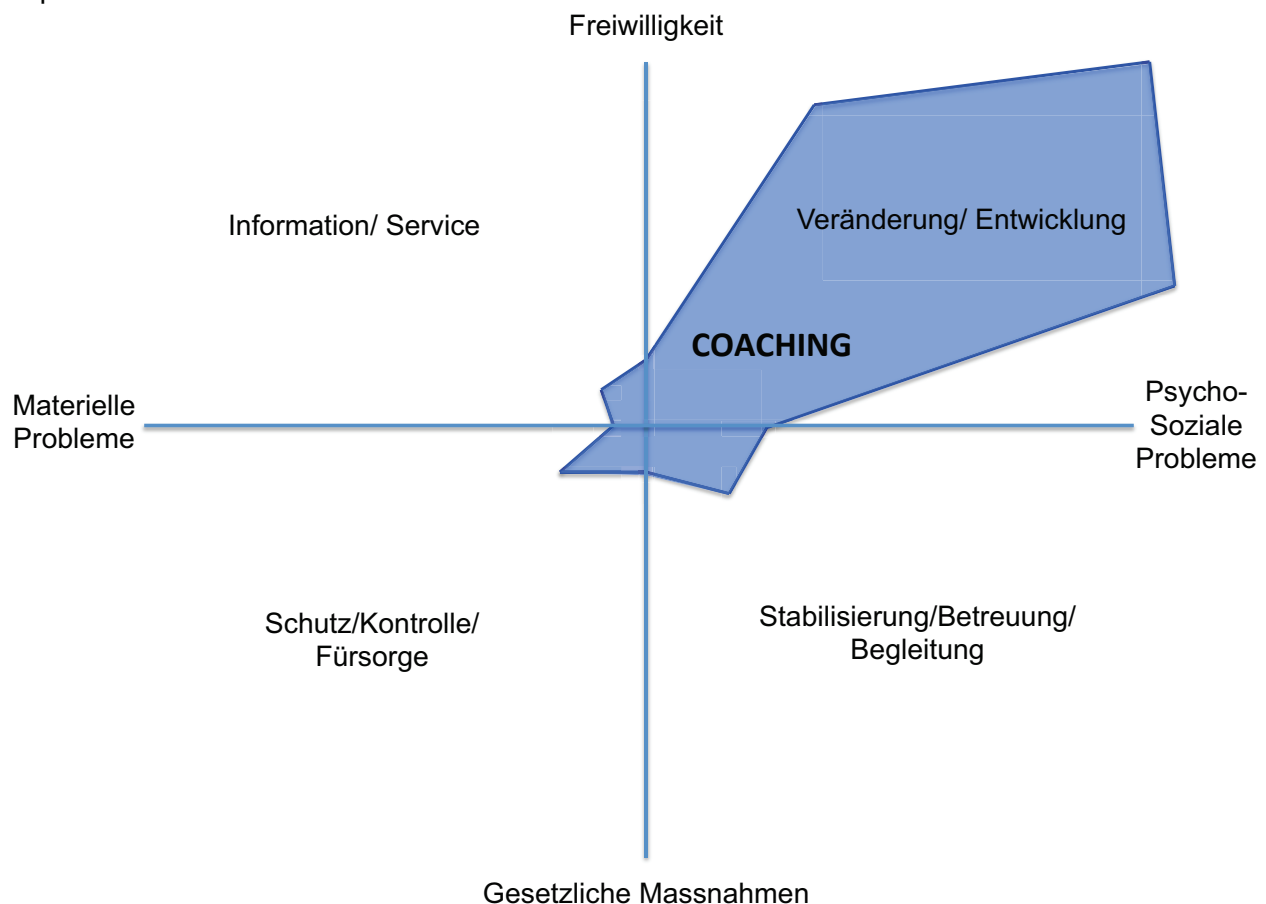 Freiwilligkeit
Information/ Service
Veränderung/ Entwicklung
COACHING
Materielle
Probleme
Psycho-
Soziale
Probleme
Schutz/Kontrolle/
Fürsorge
Stabilisierung/Betreuung/
Begleitung
Gesetzliche Massnahmen